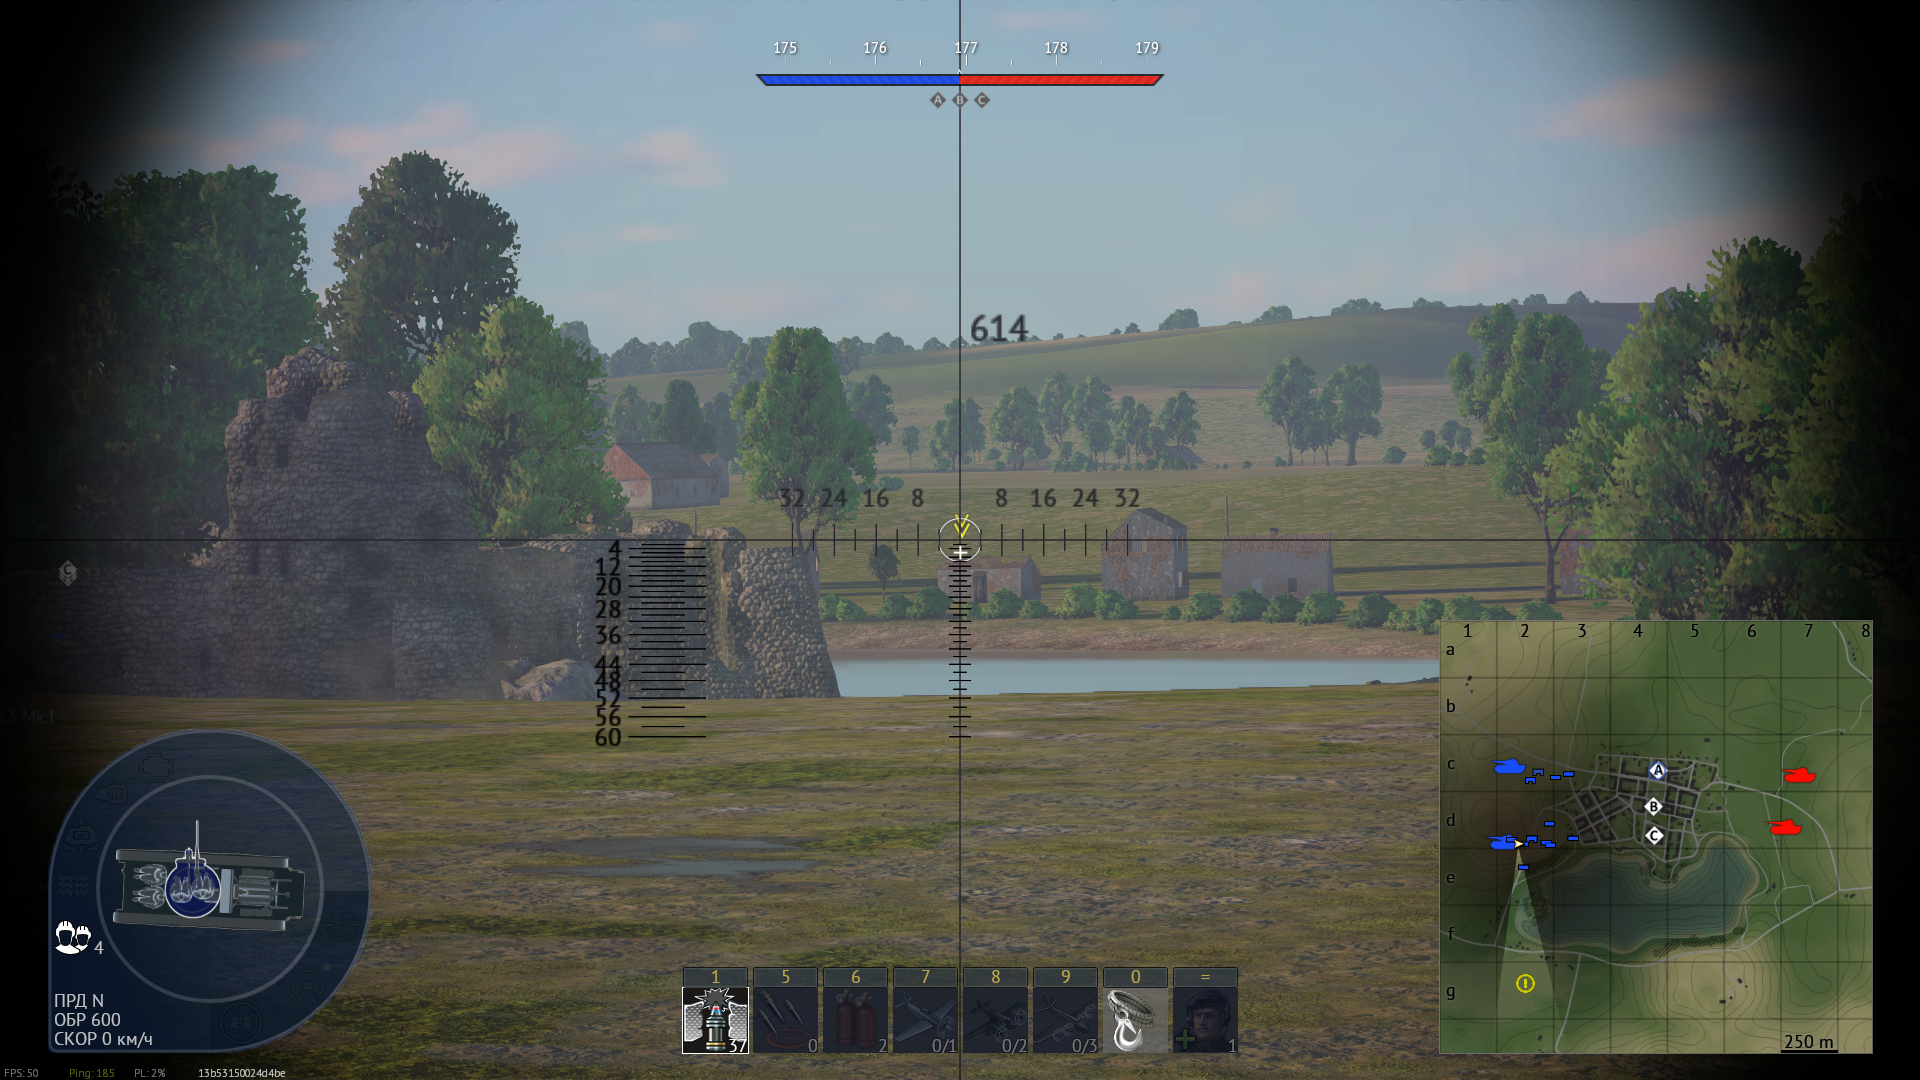 175 176 177 178 179
A B C
614
32 24 16 8 8 16 24 32
4
12
20
28
36
44
48
52
56
60
C
T3 Mk.I
1 2 3 4 5 6 7 8
a
b
c
d
e
f
g
A
B
C
250 m
4
ПРД N
ОБР 600
СКОР 0 км/ч
1 5 6 7 8 9 0 =
37 0 2 0/1 0/2 0/3 1
FPS: 50 Ping: 185 PL: 2% 13b53150024d4be